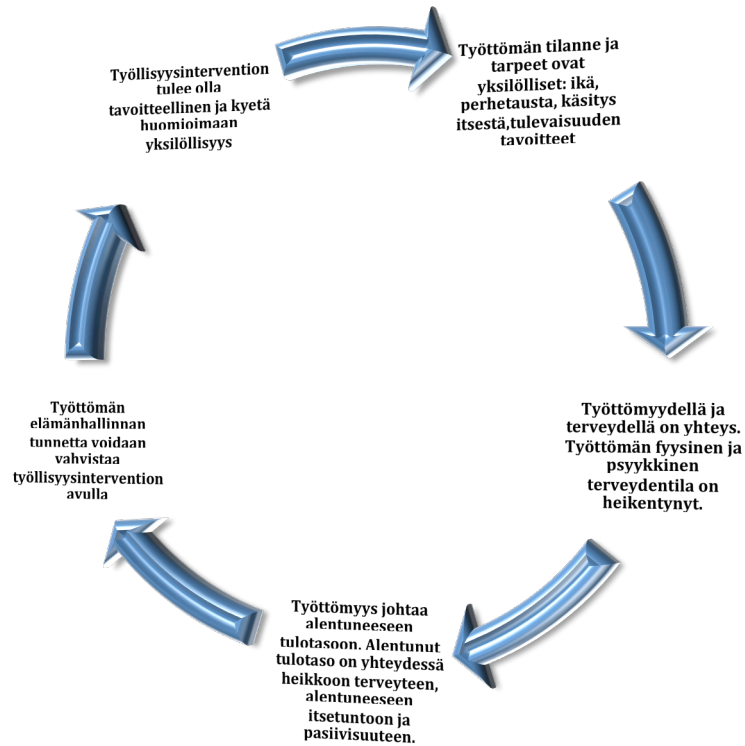 Työllisyysintervention
tulee olla
tavoitteellinen ja kyetä
huomioimaan
yksilöllisyys
Työttömän tilanne ja
tarpeet ovat
yksilölliset: ikä,
perhetausta, käsitys
itsestä,tulevaisuuden
tavoitteet
Työttömyydellä ja
terveydellä on yhteys.
Työttömän fyysinen ja
psyykkinen
terveydentila on
heikentynyt.
Työttömyys johtaa
alentuneeseen
tulotasoon. Alentunut
tulotaso on yhteydessä
heikkoon terveyteen,
alentuneeseen
itsetuntoon ja
pasiivisuuteen.
Työttömän
elämänhallinnan
tunnetta voidaan
vahvistaa
työllisyysintervention
avulla